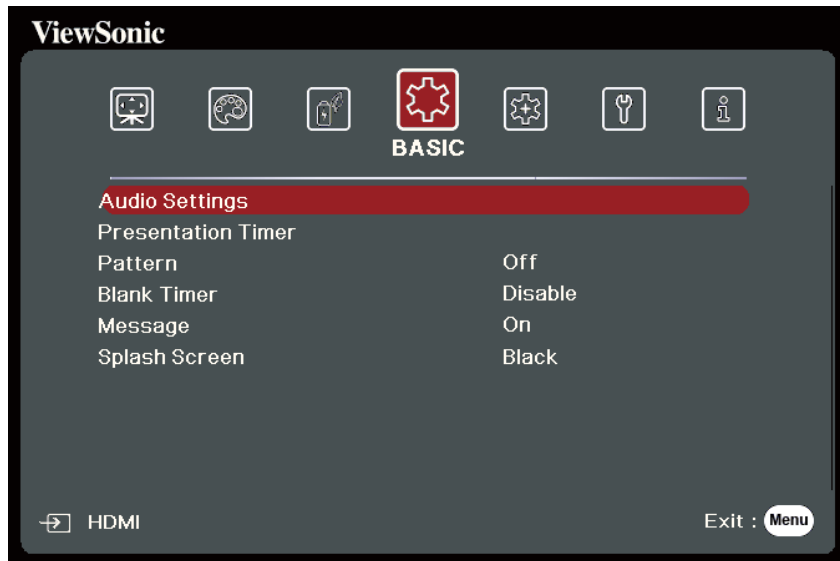 ViewSonic
BASIC
Audio Settings
Presentation Timer
Pattern Off
Blank Timer Disable
Message On
Splash Screen Black
HDMI Exit : Menu